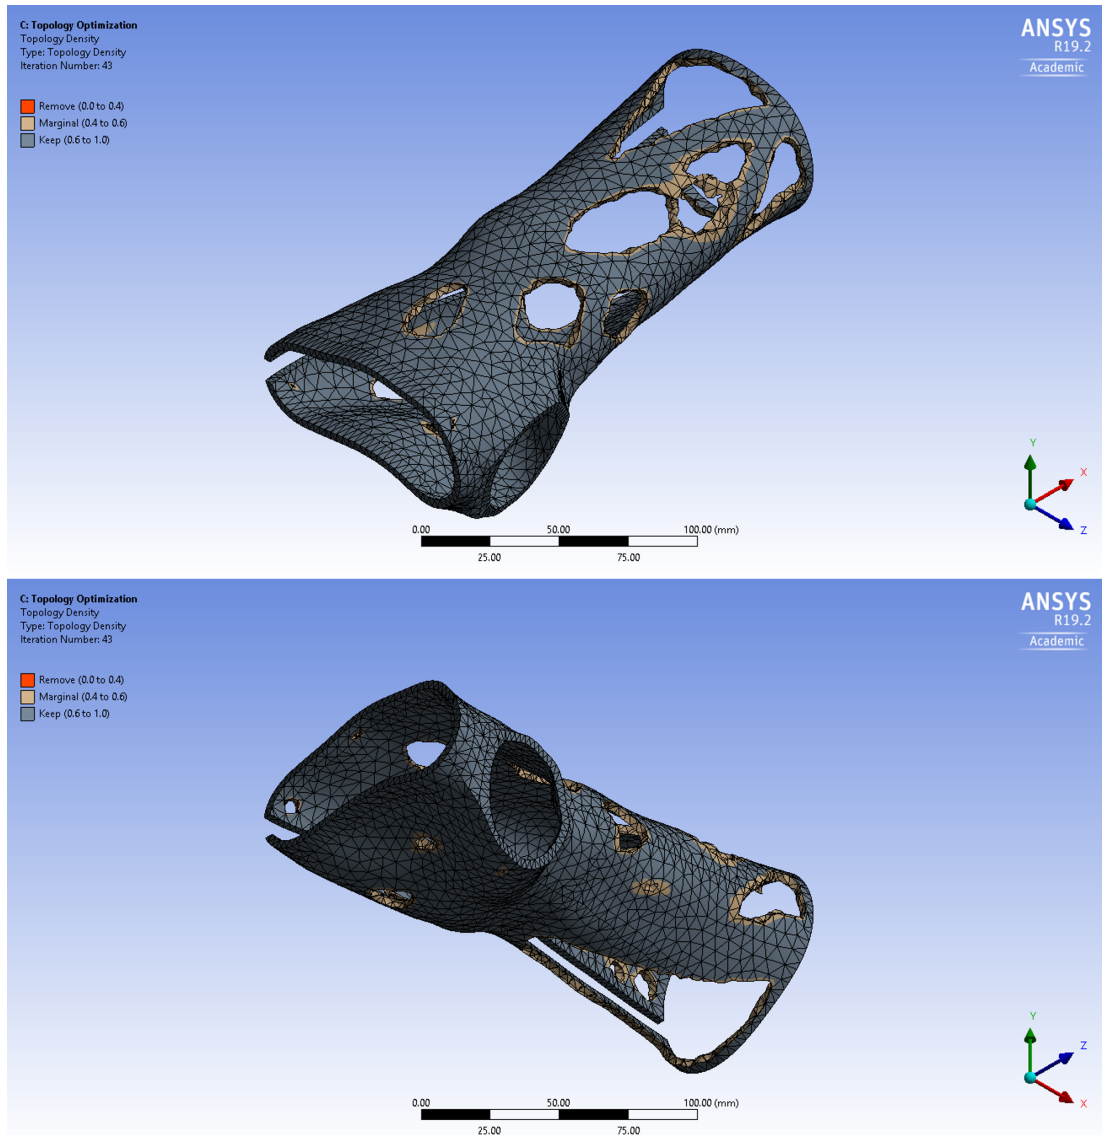 C: Topology Optimization
Topology Density
Type: Topology Density
Iteration Number: 43
Remove (0.0 to 0.4)
Marginal (0.4 to 0.6)
Keep (0.6 to 1.0)
ANSYS
R19.2
Academic
Y
X
Z
0.00 50.00 100.00 (mm)
25.00 75.00
C: Topology Optimization
Topology Density
Type: Topology Density
Iteration Number: 43
Remove (0.0 to 0.4)
Marginal (0.4 to 0.6)
Keep (0.6 to 1.0)
ANSYS
R19.2
Academic
Y
Z
X
0.00 50.00 100.00 (mm)
25.00 75.00